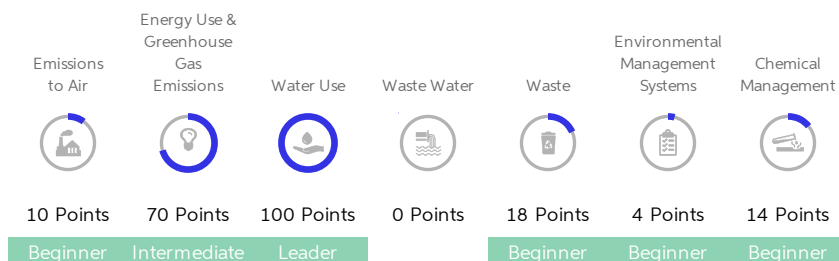 Emissions
to Air
Energy Use &
Greenhouse
Gas
Emissions
Water Use
Waste Water
Waste
Environmental
Management
Systems
Chemical
Management
10 Points
70 Points
100 Points
0 Points
18 Points
4 Points
14 Points
Beginner
Intermediate
Leader
Beginner
Beginner
Beginner